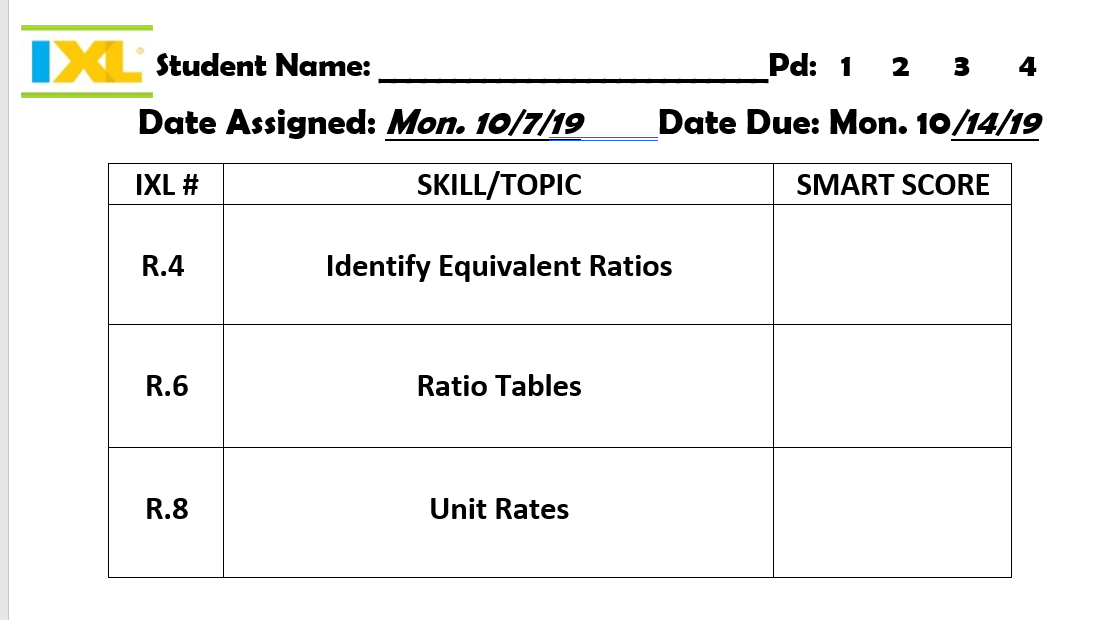 IXL® Student Name: ___________________________Pd: 1 2 3 4
Date Assigned: Mon. 10/7/19 Date Due: Mon. 10/14/19
IXL # SKILL/TOPIC SMART SCORE
R.4 Identify Equivalent Ratios
R.6 Ratio Tables
R.8 Unit Rates